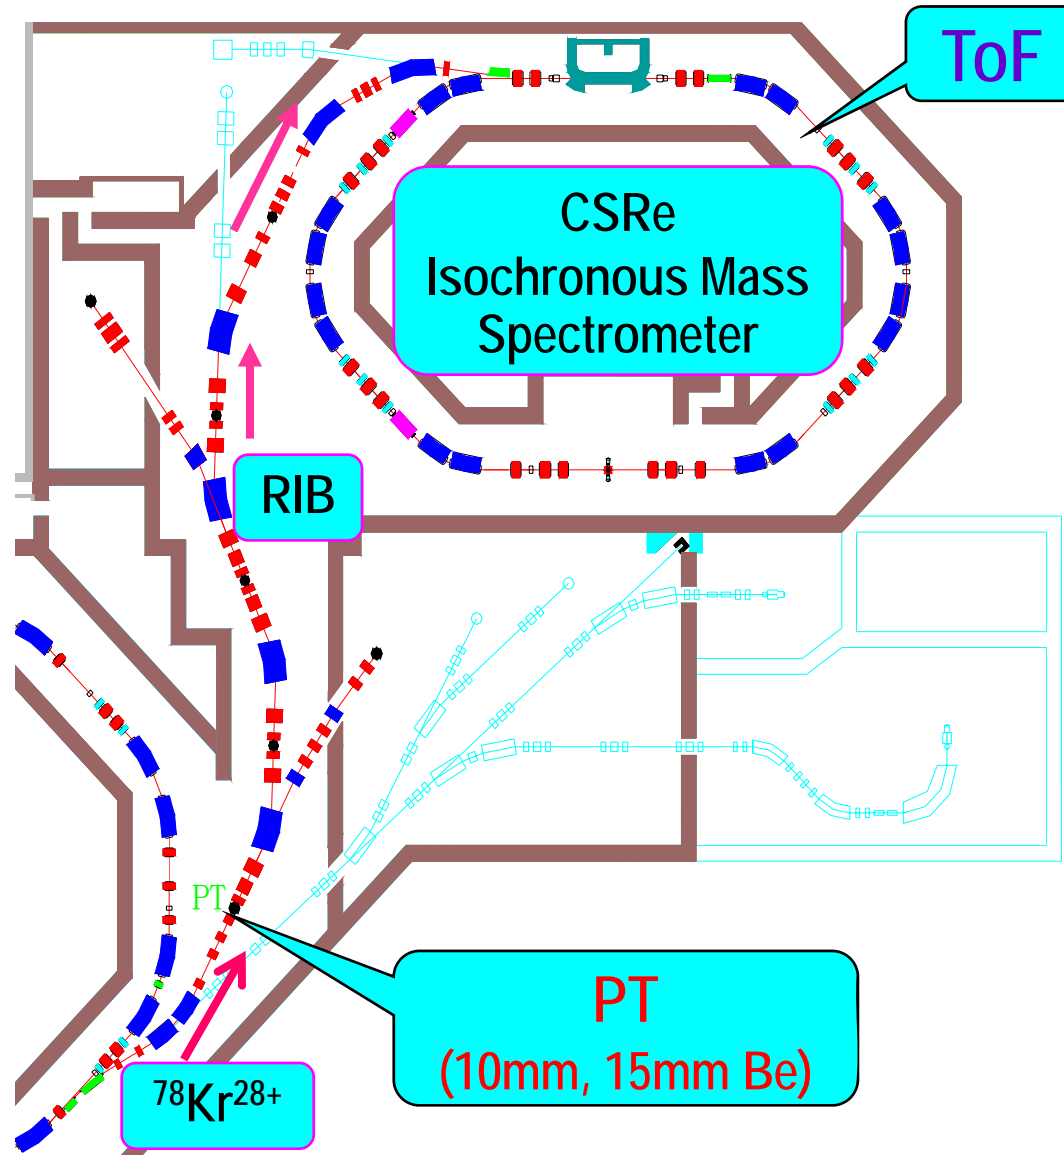 ToF
CSRe
Isochronous Mass
Spectrometer
RIB
PT
PT
(10mm, 15mm Be)
⁷⁸Kr²⁸⁺